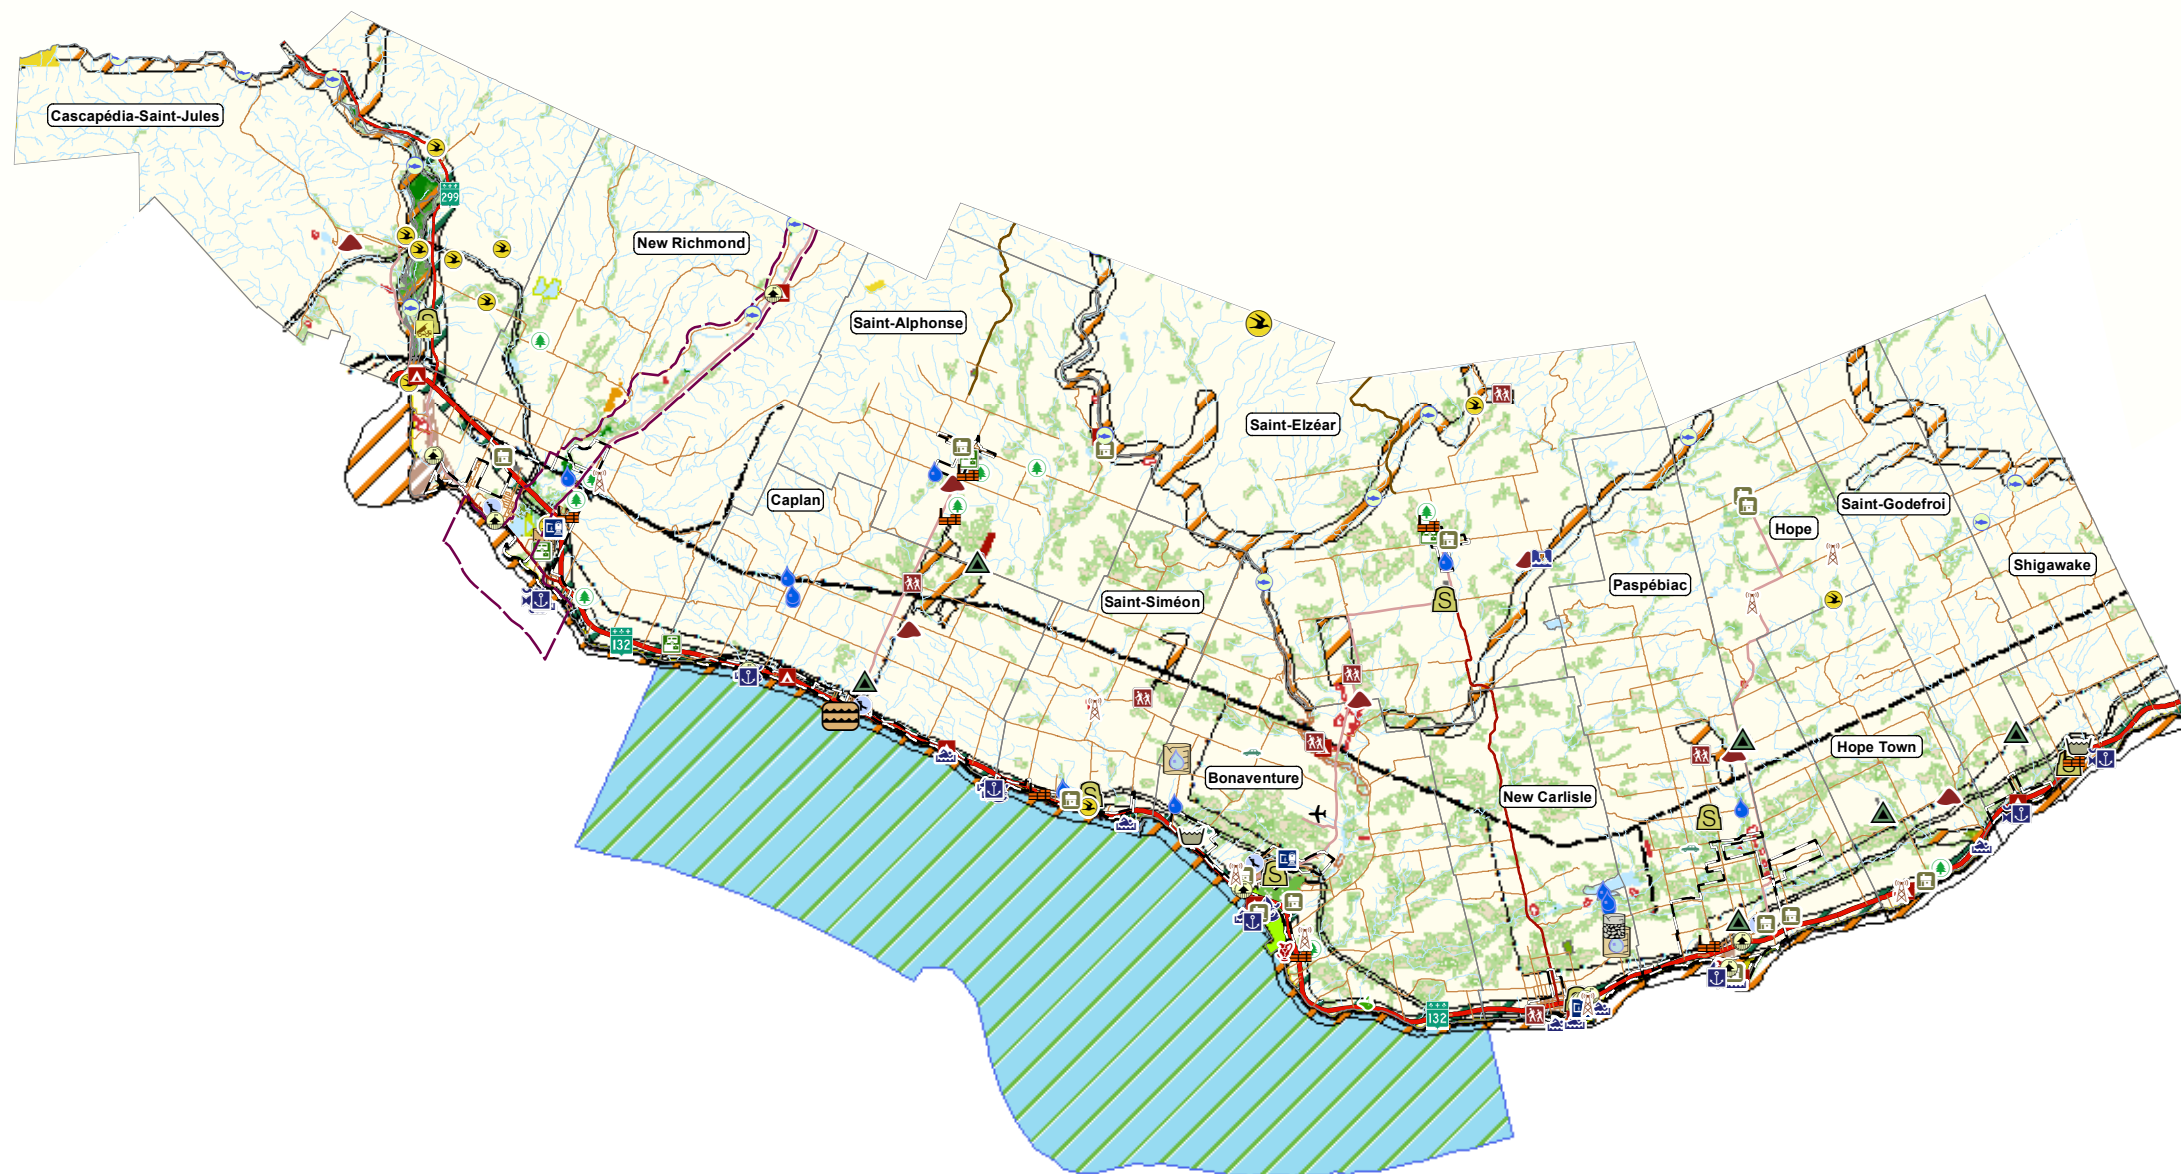 Cascapédia-Saint-Jules
299
New Richmond
Saint-Alphonse
Saint-Elzéar
Caplan
Saint-Godefroi
Hope
Shigawake
Paspébiac
Saint-Siméon
S
S
132
Hope Town
Bonaventure
New Carlisle
S
S
S
132